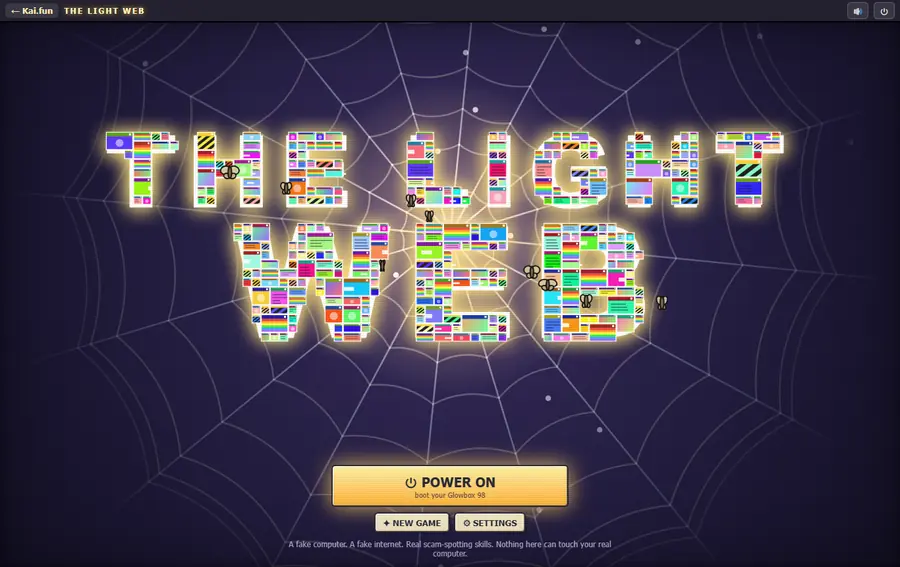 ← Kai.fun THE LIGHT WEB
THE LIGHT
WEB
POWER ON
boot your Glowbox 98
NEW GAME
SETTINGS
A fake computer. A fake internet. Real scam-spotting skills. Nothing here can touch your real
computer.